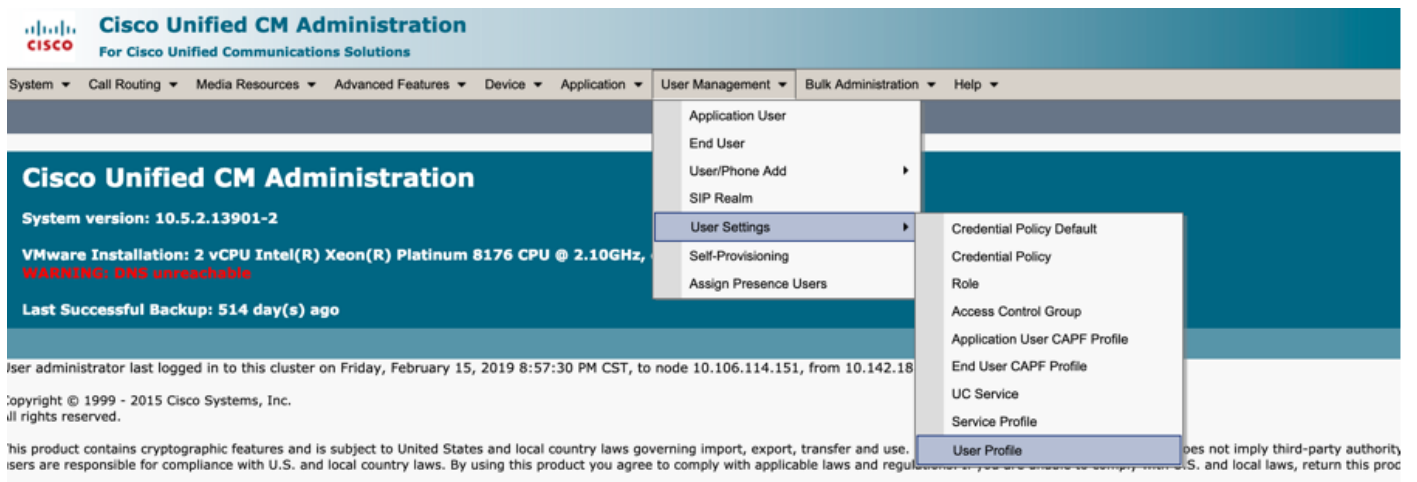 CISCO
Cisco Unified CM Administration
For Cisco Unified Communications Solutions
System Call Routing Media Resources Advanced Features Device Application User Management Bulk Administration Help
Application User
End User
User/Phone Add
SIP Realm
User Settings
Self-Provisioning
Assign Presence Users
Credential Policy Default
Credential Policy
Role
Access Control Group
Application User CAPF Profile
End User CAPF Profile
UC Service
Service Profile
User Profile
Cisco Unified CM Administration
System version: 10.5.2.13901-2
VMware Installation: 2 vCPU Intel(R) Xeon(R) Platinum 8176 CPU @ 2.10GHz,
WARNING: DNS unreachable
Last Successful Backup: 514 day(s) ago
User administrator last logged in to this cluster on Friday, February 15, 2019 8:57:30 PM CST, to node 10.106.114.151, from 10.142.18
Copyright © 1999 - 2015 Cisco Systems, Inc.
All rights reserved.
This product contains cryptographic features and is subject to United States and local country laws governing import, export, transfer and use. oes not imply third-party authority
users are responsible for compliance with U.S. and local country laws. By using this product you agree to comply with applicable laws and S. and local laws, return this prod